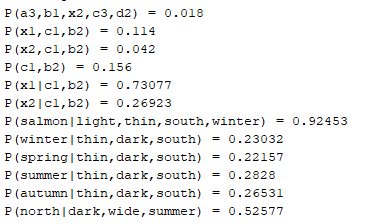 P(a3,b1,x2,c3,d2) = 0.018
P(x1,c1,b2) = 0.114
P(x2,c1,b2) = 0.042
P(c1,b2) = 0.156
P(x1|c1,b2) = 0.73077
P(x2|c1,b2) = 0.26923
P(salmon|light,thin,south,winter) = 0.92453
P(winter|thin,dark,south) = 0.23032
P(spring|thin,dark,south) = 0.22157
P(summer|thin,dark,south) = 0.2828
P(autumn|thin,dark,south) = 0.26531
P(north|dark,wide,summer) = 0.52577